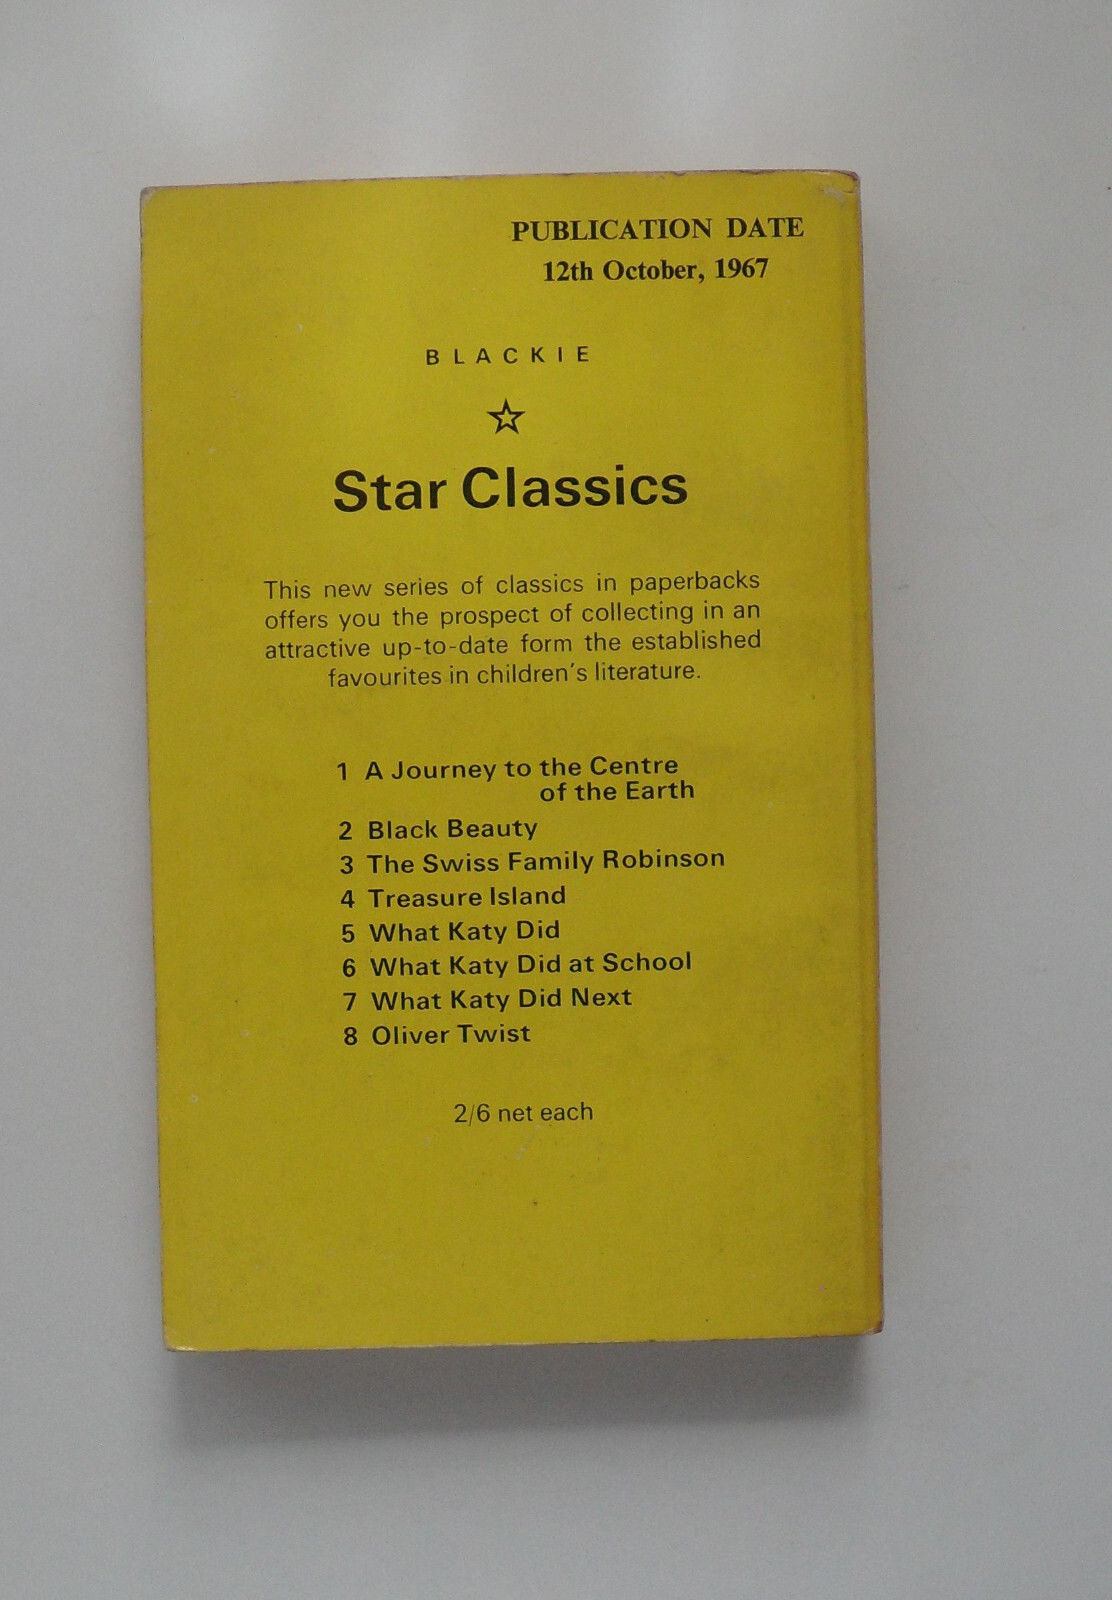 PUBLICATION DATE
12th October, 1967
BLACKIE
Star Classics
This new series of classics in paperbacks
offers you the prospect of collecting in an
attractive up-to-date form the established
favourites in children's literature.
1 A Journey to the Centre
of the Earth
2 Black Beauty
3 The Swiss Family Robinson
4 Treasure Island
5 What Katy Did
6 What Katy Did at School
7 What Katy Did Next
8 Oliver Twist
2/6 net each